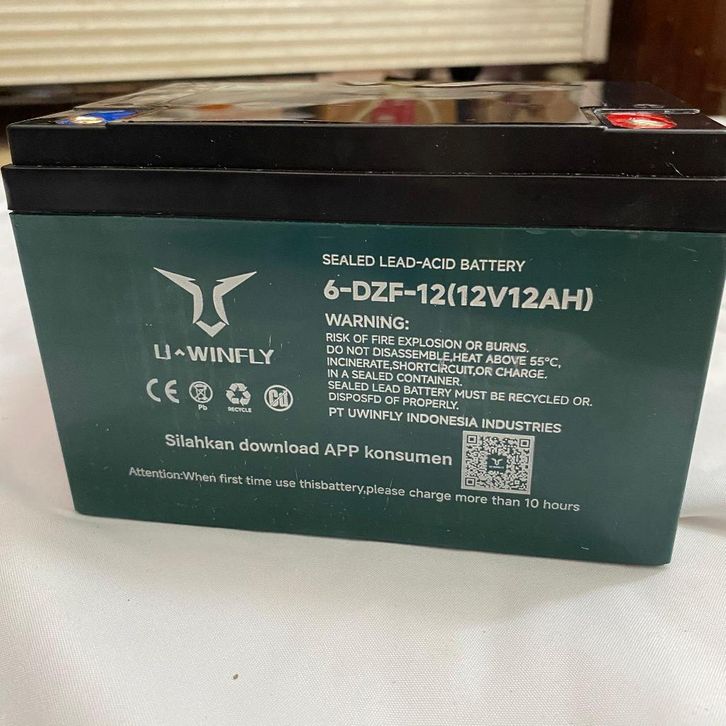 SEALED LEAD-ACID BATTERY
6-DZF-12(12V12AH)
WARNING:
RISK OF FIRE EXPLOSION OR BURNS.
DO NOT DISASSEMBLE,HEAT ABOVE 55°C,
INCINERATE,SHORTCIRCUIT,OR CHARGE.
IN A SEALED CONTAINER.
SEALED LEAD BATTERY MUST BE RECYCLED OR.
DISPOSFD OF PROPERLY.
PT UWINFLY INDONESIA INDUSTRIES
U-WINFLY
CE
Pb
RECYCLE
Cd
Silahkan download APP konsumen
Attention:When first time use thisbattery,please charge more than 10 hours